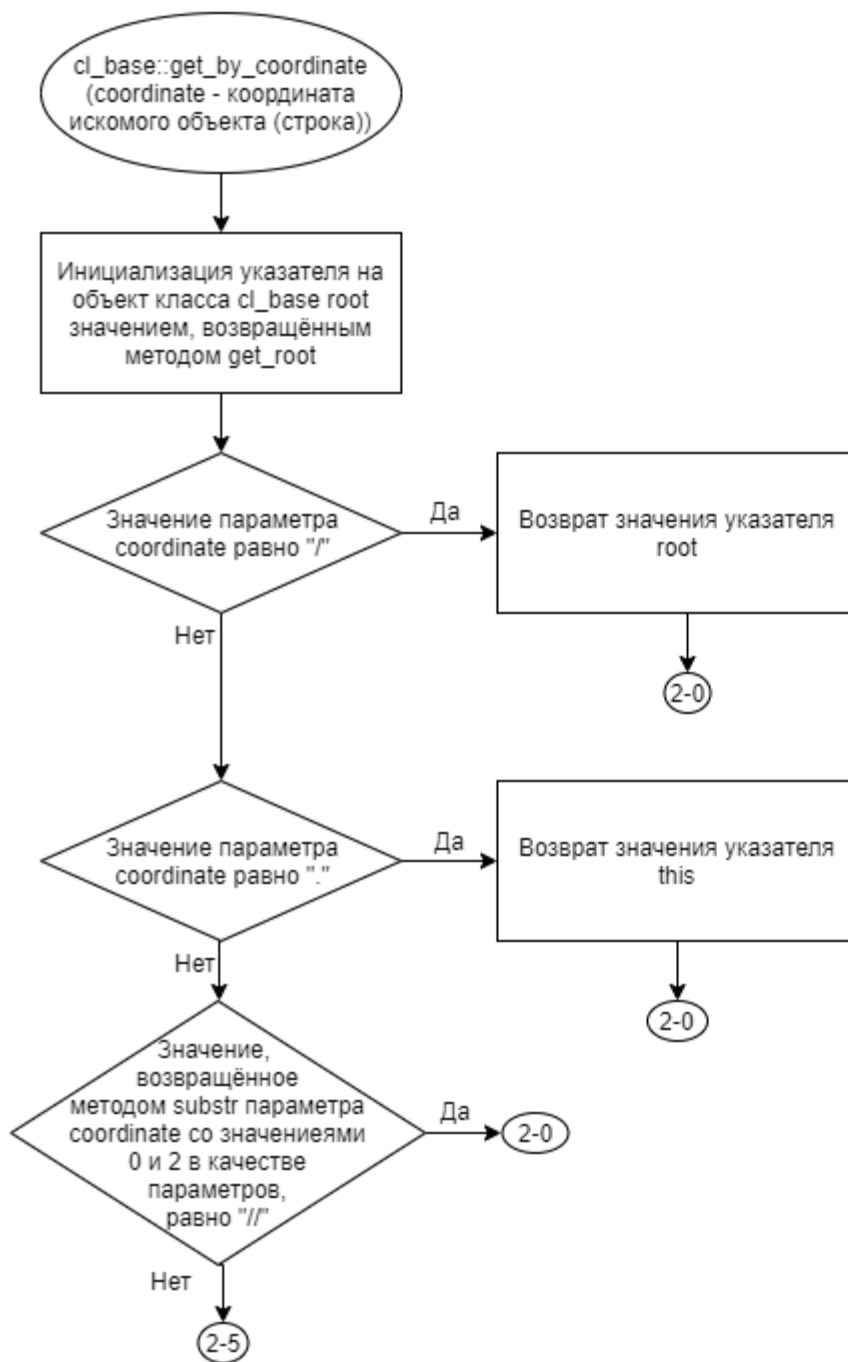 cl_base::get_by_coordinate
(coordinate - координата
искомого объекта (строка))
Инициализация указателя на
объект класса cl_base root
значением, возвращённым
методом get_root
Значение параметра
coordinate равно "/"
Да
Возврат значения указателя
root
Нет
2-0
Значение параметра
coordinate равно "."
Да
Возврат значения указателя
this
Нет
2-0
Значение,
возвращённое
методом substr параметра
coordinate со значениеями
0 и 2 в качестве
параметров,
равно "//"
Да
2-0
Нет
2-5